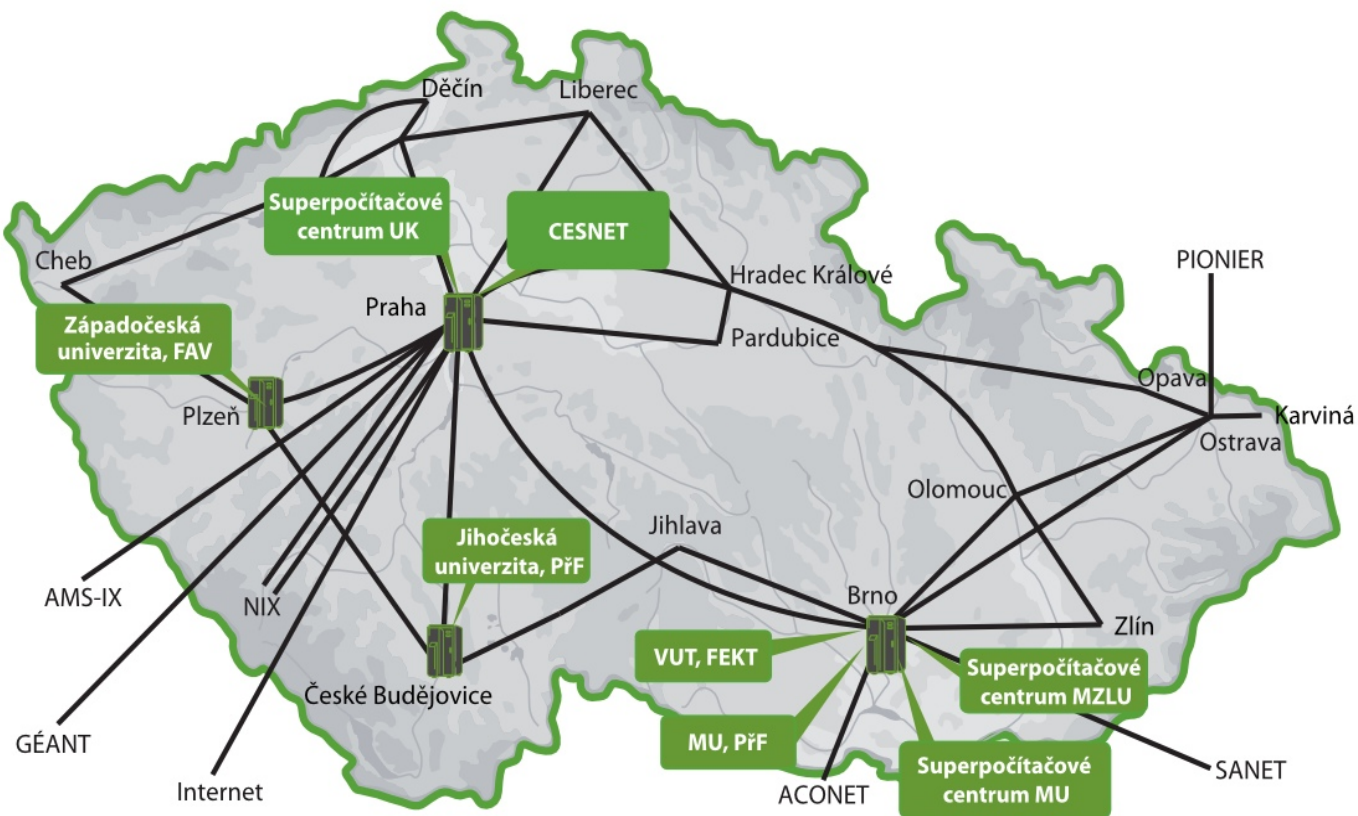 Děčín
Liberec
Superpočítačové
centrum UK
CESNET
Cheb
Hradec Králové
PIONIER
Praha
Západočeská
univerzita, FAV
Pardubice
Opava
Plzeň
Karviná
Ostrava
Olomouc
Jihlava
Jihočeská
univerzita, PřF
AMS-IX
NIX
Brno
Zlín
VUT, FEKT
Superpočítačové
centrum MZLU
České Budějovice
GÉANT
MU, PřF
Superpočítačové
centrum MU
SANET
Internet
ACONET